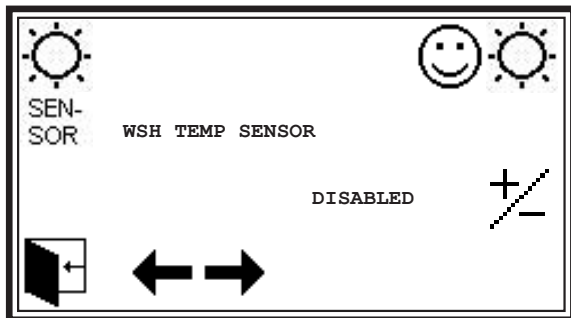 SEN-
SOR
WSH TEMP SENSOR
DISABLED
+/-